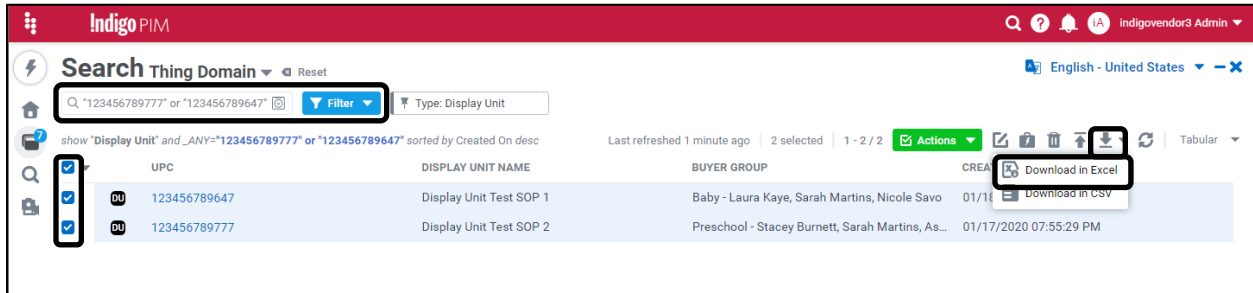 !ndigo PIM
iA indigovendor3 Admin
Search Thing Domain Reset
English - United States
"123456789777" or "123456789647" Filter Type: Display Unit
7
show "Display Unit" and _ANY="123456789777" or "123456789647" sorted by Created On desc Last refreshed 1 minute ago 2 selected 1 - 2 / 2 Actions Tabular
UPC DISPLAY UNIT NAME BUYER GROUP CREA
Download in Excel
DU 123456789647 Display Unit Test SOP 1 Baby - Laura Kaye, Sarah Martins, Nicole Savo 01/18
Download in CSV
DU 123456789777 Display Unit Test SOP 2 Preschool - Stacey Burnett, Sarah Martins, As... 01/17/2020 07:55:29 PM